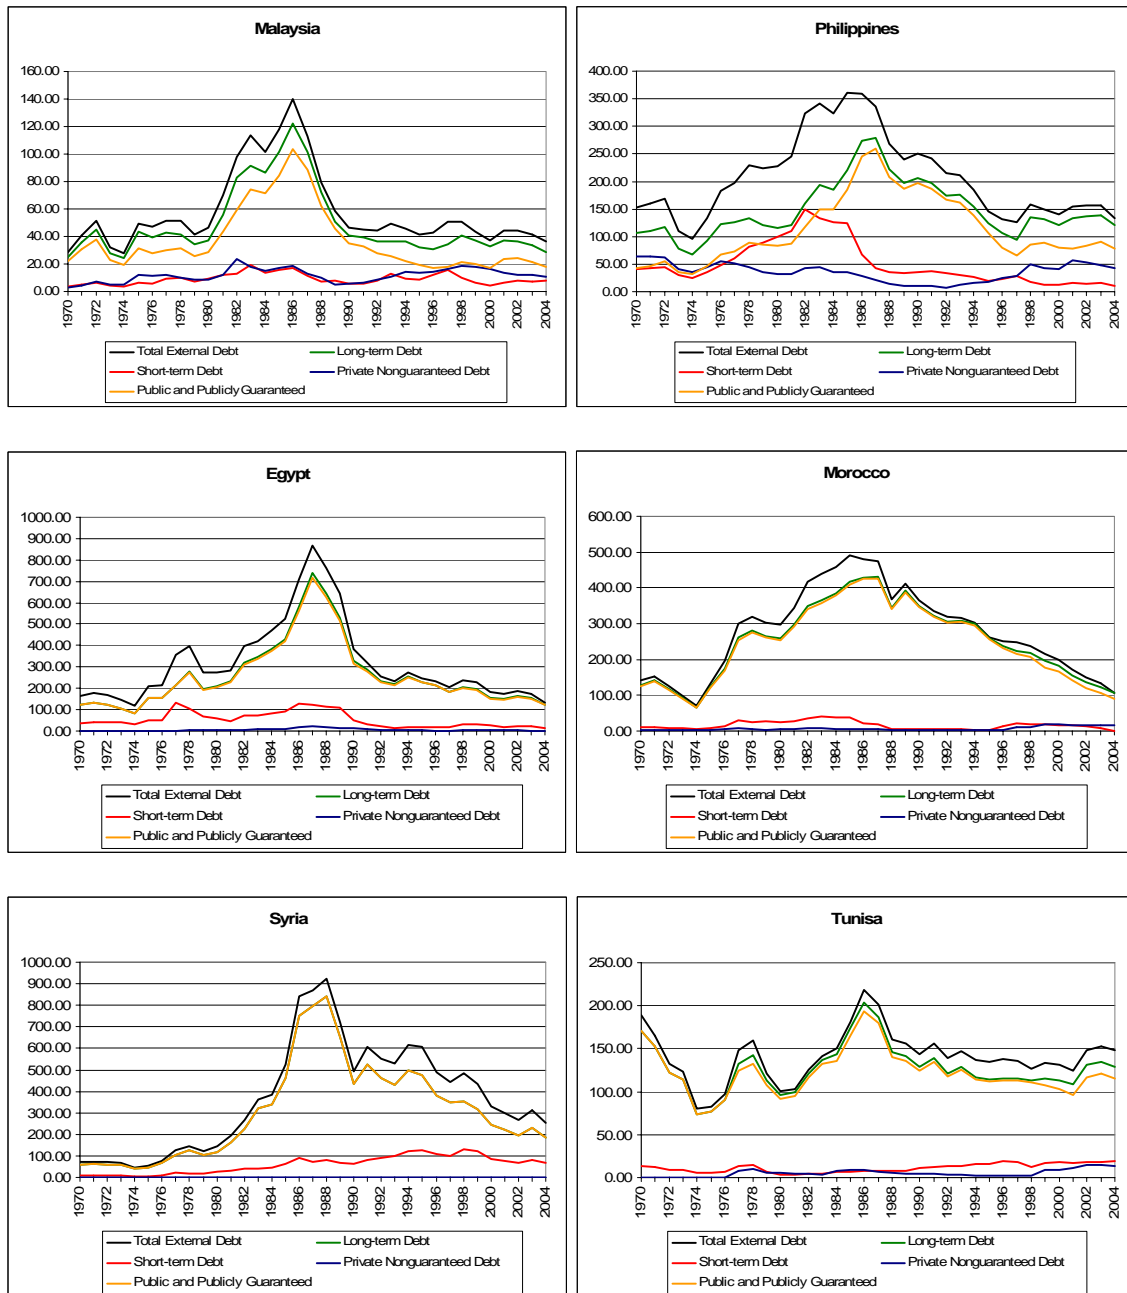 Malaysia
160.00
140.00
120.00
100.00
80.00
60.00
40.00
20.00
0.00
1970 1972 1974 1976 1978 1980 1982 1984 1986 1988 1990 1992 1994 1996 1998 2000 2002 2004
Total External Debt Long-term Debt
Short-term Debt Private Nonguaranteed Debt
Public and Publicly Guaranteed
Philippines
400.00
350.00
300.00
250.00
200.00
150.00
100.00
50.00
0.00
1970 1972 1974 1976 1978 1980 1982 1984 1986 1988 1990 1992 1994 1996 1998 2000 2002 2004
Total External Debt Long-term Debt
Short-term Debt Private Nonguaranteed Debt
Public and Publicly Guaranteed
Egypt
1000.00
900.00
800.00
700.00
600.00
500.00
400.00
300.00
200.00
100.00
0.00
1970 1972 1974 1976 1978 1980 1982 1984 1986 1988 1990 1992 1994 1996 1998 2000 2002 2004
Total External Debt Long-term Debt
Short-term Debt Private Nonguaranteed Debt
Public and Publicly Guaranteed
Morocco
600.00
500.00
400.00
300.00
200.00
100.00
0.00
1970 1972 1974 1976 1978 1980 1982 1984 1986 1988 1990 1992 1994 1996 1998 2000 2002 2004
Total External Debt Long-term Debt
Short-term Debt Private Nonguaranteed Debt
Public and Publicly Guaranteed
Syria
1000.00
900.00
800.00
700.00
600.00
500.00
400.00
300.00
200.00
100.00
0.00
1970 1972 1974 1976 1978 1980 1982 1984 1986 1988 1990 1992 1994 1996 1998 2000 2002 2004
Total External Debt Long-term Debt
Short-term Debt Private Nonguaranteed Debt
Public and Publicly Guaranteed
Tunisa
250.00
200.00
150.00
100.00
50.00
0.00
1970 1972 1974 1976 1978 1980 1982 1984 1986 1988 1990 1992 1994 1996 1998 2000 2002 2004
Total External Debt Long-term Debt
Short-term Debt Private Nonguaranteed Debt
Public and Publicly Guaranteed